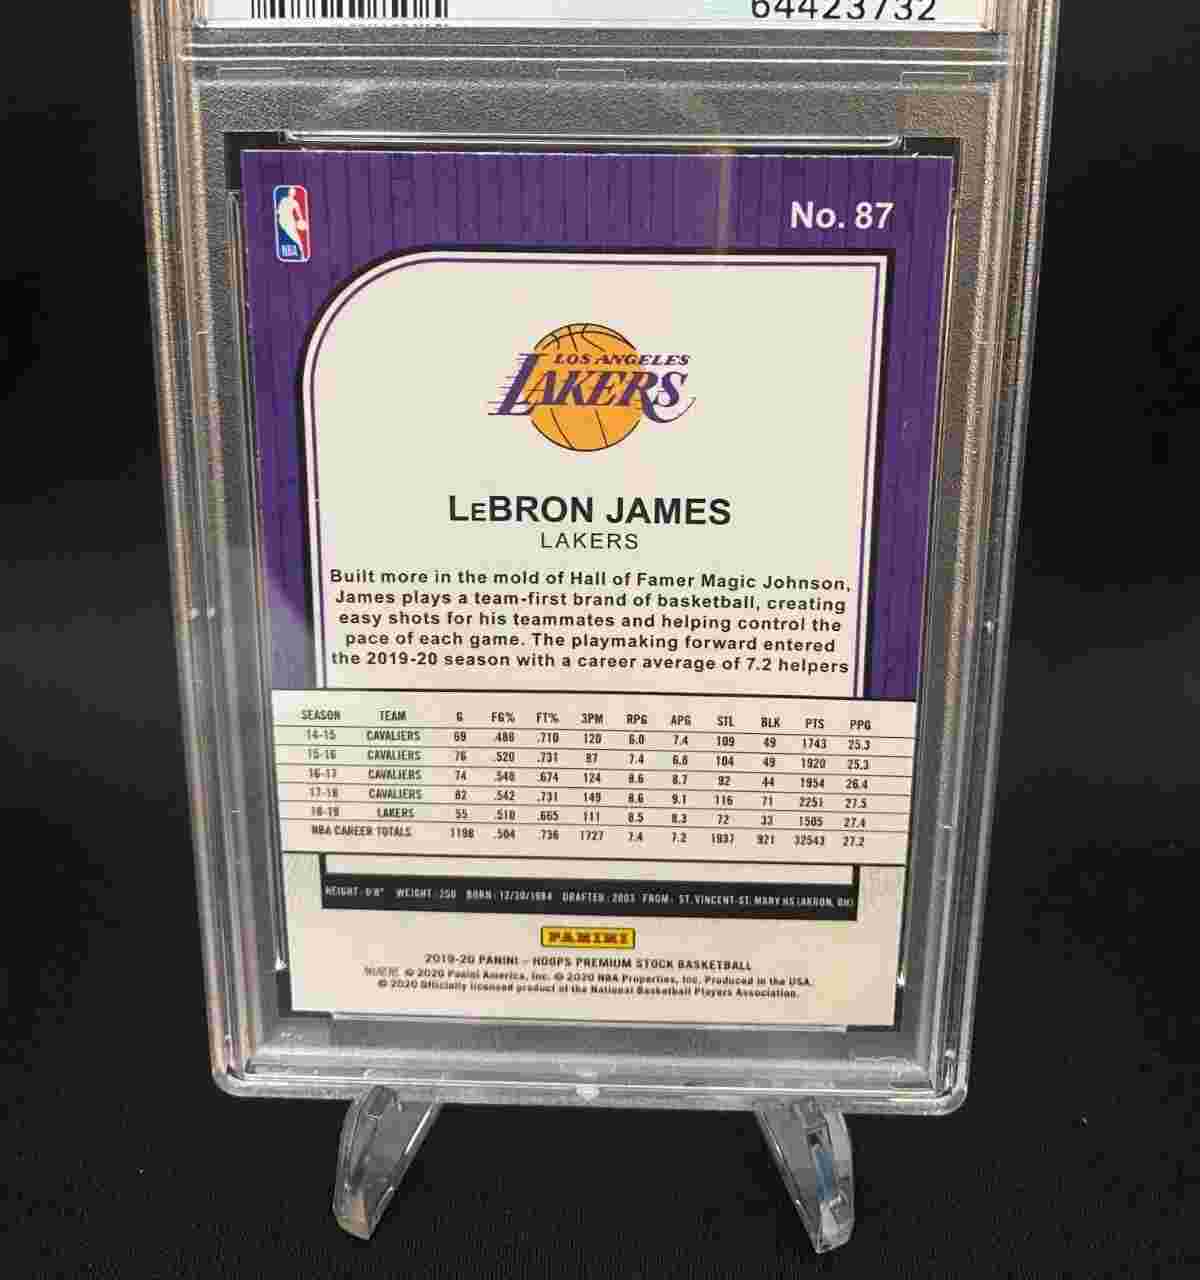 64423732
NBA
No. 87
LOS ANGELES
LAKERS
LeBRON JAMES
LAKERS
Built more in the mold of Hall of Famer Magic Johnson,
James plays a team-first brand of basketball, creating
easy shots for his teammates and helping control the
pace of each game. The playmaking forward entered
the 2019-20 season with a career average of 7.2 helpers
SEASON TEAM G FG% FT% 3PM RPG APG STL BLK PTS PPG
14-15 CAVALIERS 69 .488 .710 120 6.0 7.4 109 49 1743 25.3
15-16 CAVALIERS 76 .520 .731 87 7.4 6.8 104 49 1920 25.3
16-17 CAVALIERS 74 .548 .674 124 8.6 8.7 92 44 1954 26.4
17-18 CAVALIERS 82 .542 .731 149 8.6 9.1 116 71 2251 27.5
18-19 LAKERS 55 .510 .665 111 8.5 8.3 72 33 1505 27.4
NBA CAREER TOTALS 1198 .504 .736 1727 7.4 7.2 1937 921 32543 27.2
HEIGHT: 6'8" WEIGHT: 250 BORN: 12/30/1984 DRAFTED: 2003 FROM: ST. VINCENT-ST. MARY HS (AKRON, OH)
PANINI
2019-20 PANINI – HOOPS PREMIUM STOCK BASKETBALL
© 2020 Panini America, Inc. © 2020 NBA Properties, Inc. Produced in the USA.
© 2020 Officially licensed product of the National Basketball Players Association.